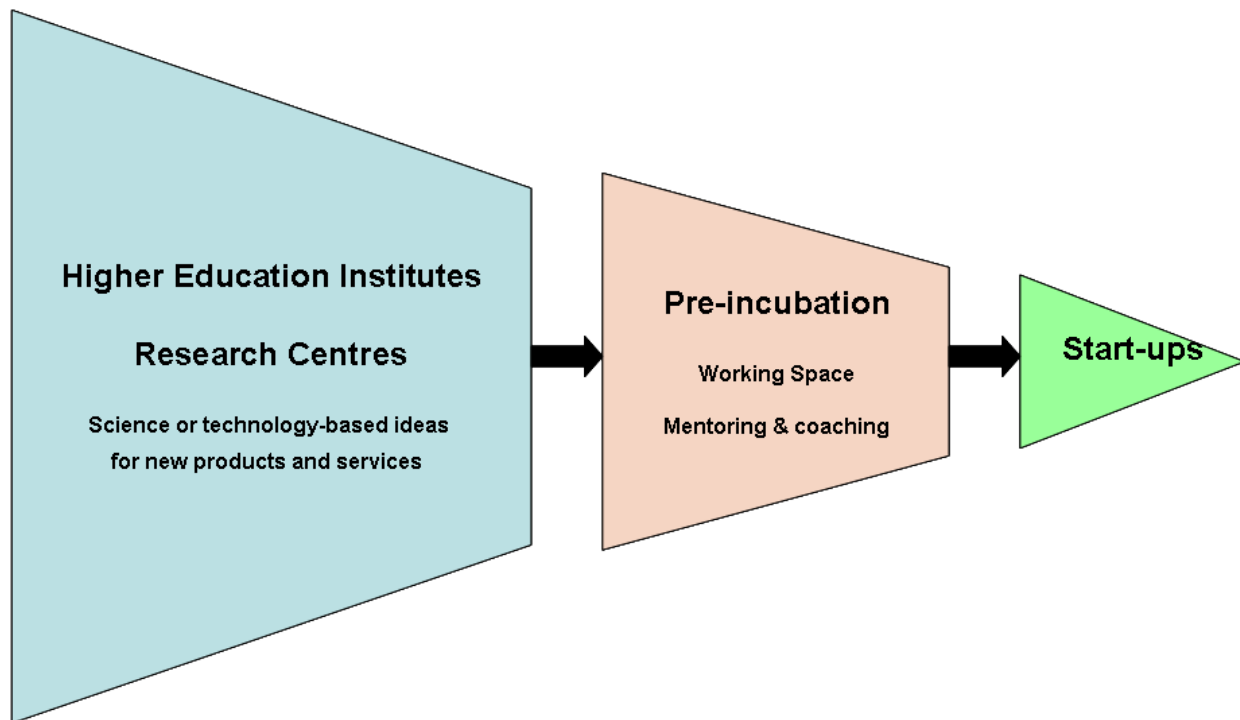 Higher Education Institutes
Research Centres
Science or technology-based ideas
for new products and services
Pre-incubation
Working Space
Mentoring & coaching
Start-ups